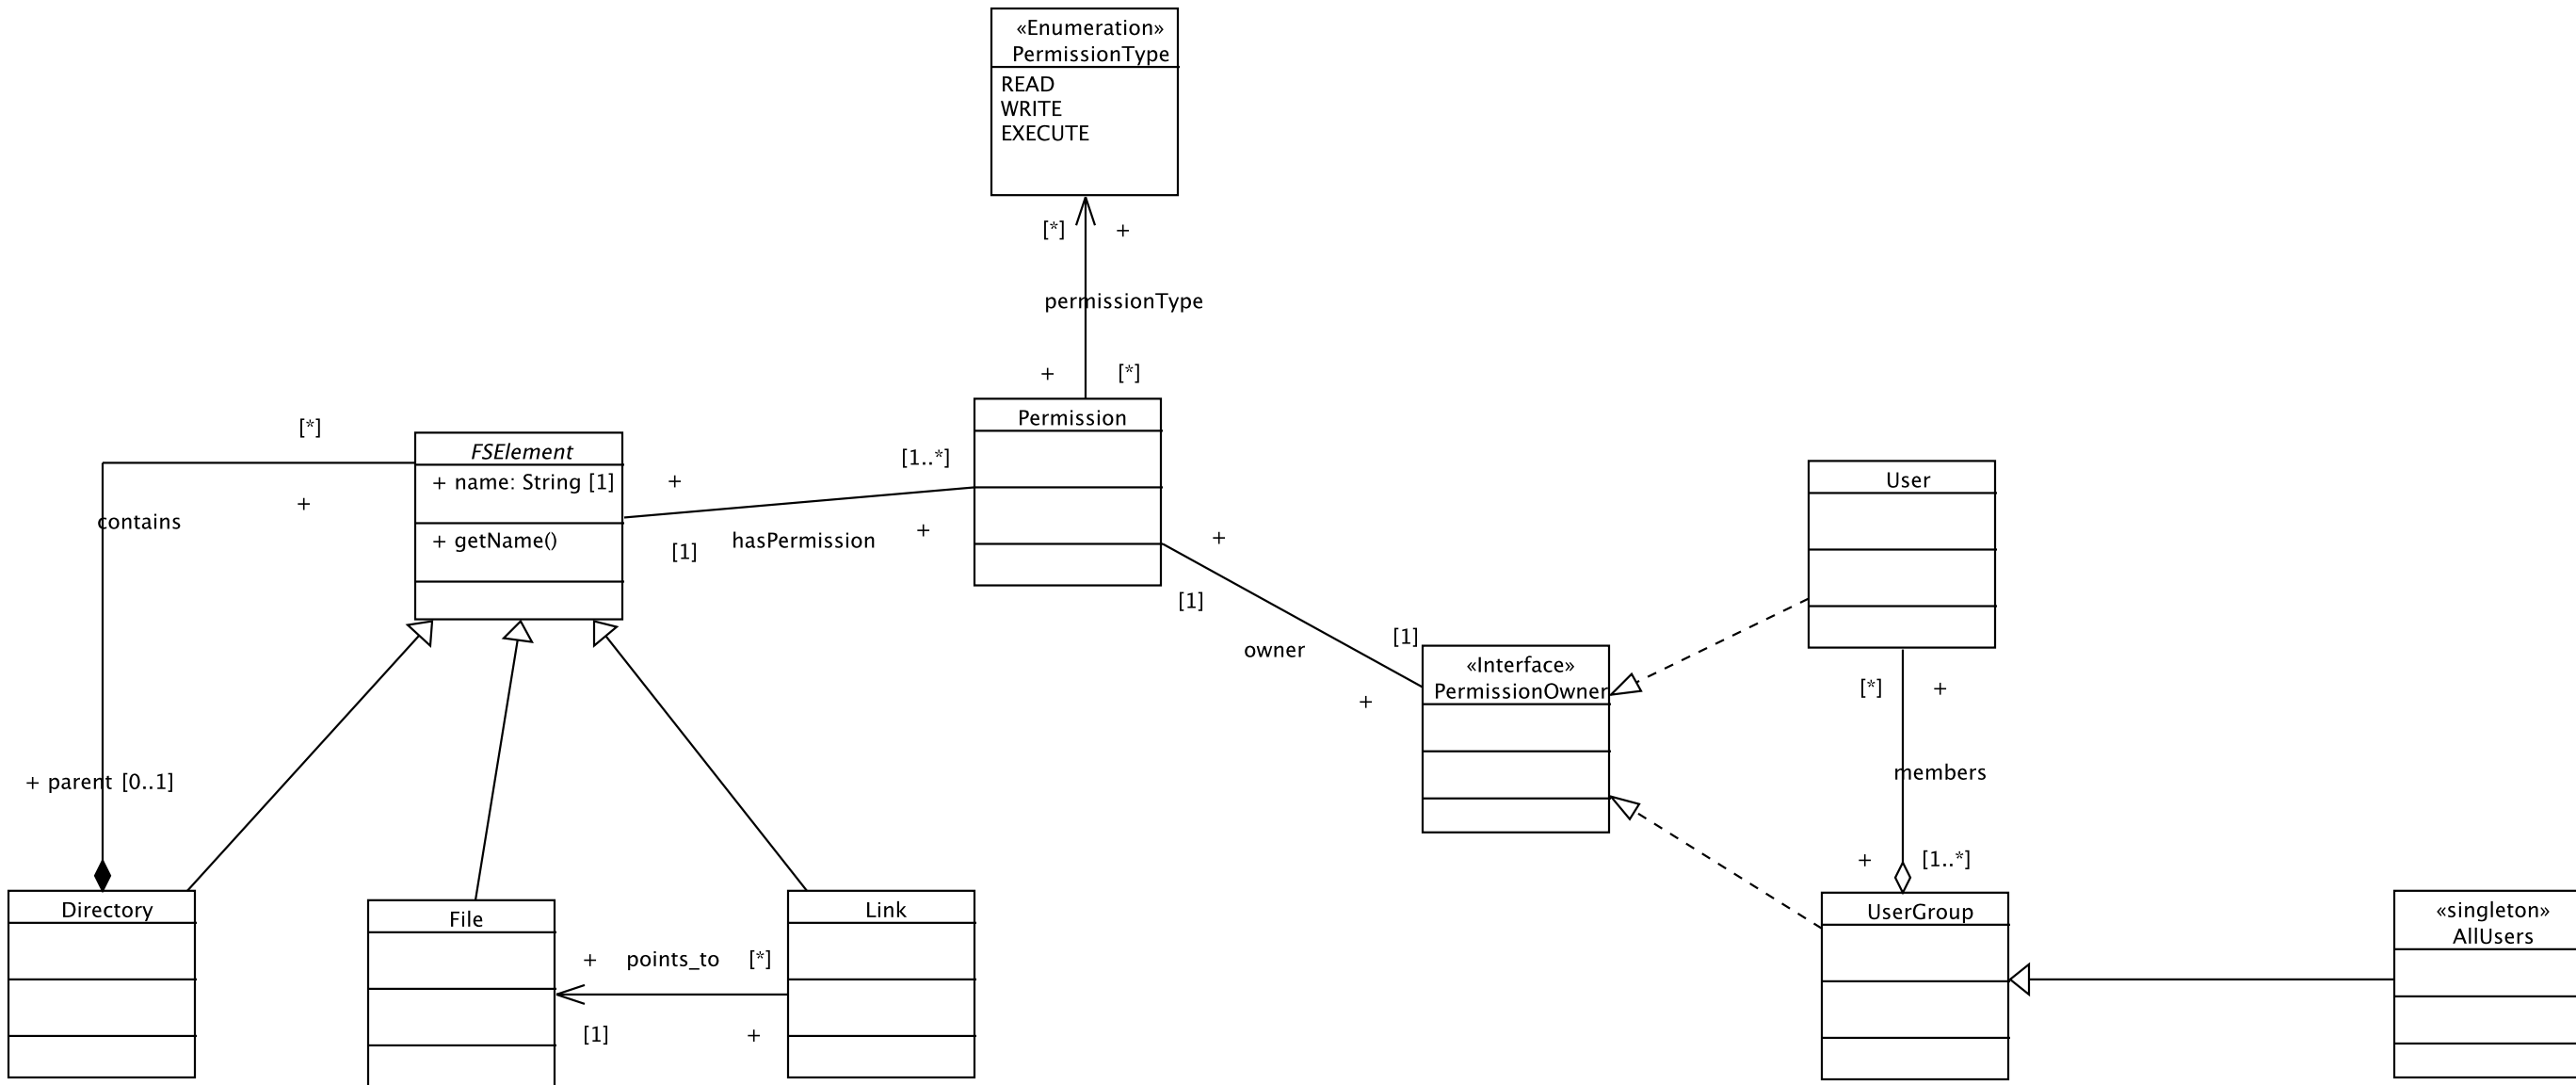 «Enumeration»
PermissionType
READ
WRITE
EXECUTE
[*]
+
permissionType
+
[*]
Permission
[*]
+
contains
+ parent [0..1]
FSElement
+ name: String [1]
+ getName()
+
[1]
hasPermission
[1..*]
+
+
[1]
owner
[1]
+
«Interface»
PermissionOwner
User
[*]
+
members
+
[1..*]
Directory
File
+
points_to
[*]
[1]
+
Link
UserGroup
«singleton»
AllUsers